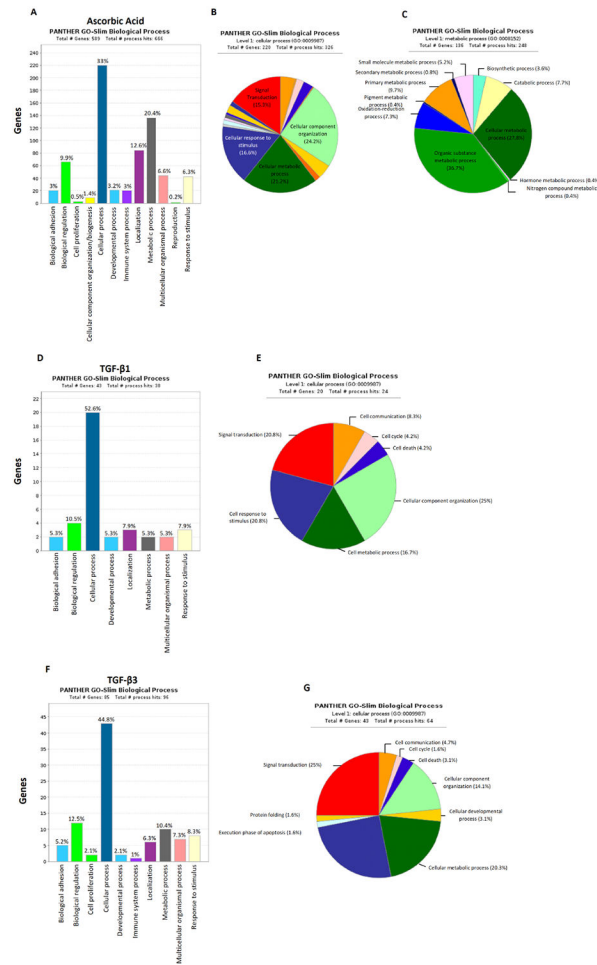 A
Ascorbic Acid
PANTHER GO-Slim Biological Process
Genes
240
220
200
180
160
140
120
100
80
60
40
20
0
3%
9.9%
0.5%
1.4%
33%
3.2%
3%
12.6%
20.4%
6.6%
0.2%
6.3%
Biological adhesion
Biological regulation
Cell proliferation
Cellular component organization/biogenesis
Cellular process
Developmental process
Immune system process
Localization
Metabolic process
Multicellular organismal process
Reproduction
Response to stimulus
B
PANTHER GO-Slim Biological Process
Level 1: cellular process (GO:0009987)
Total # Genes: 220 Total # process hits: 326
Signal
Transduction
Cellular component
organization
(24.2%)
Cellular response to
stimulus
(16.6%)
Cellular metabolic
process
C
PANTHER GO-Slim Biological Process
Level 1: metabolic process (GO:0008152)
Total # Genes: 136 Total # process hits: 248
Small molecule metabolic process (5.2%)
Secondary metabolic process (0.8%)
Primary metabolic
process (9.7%)
Pigment metabolic
process (0.4%)
Oxidation-reduction
process (7.3%)
Biosynthetic process (3.6%)
Catabolic process (7.7%)
Cellular metabolic
Organic substance
metabolic process
Hormone metabolic process (0.4%
Nitrogen compound metabolic
process (0.4%)
D
TGF-β1
PANTHER GO-Slim Biological Process
Total # Genes: 43 Total # process hits: 38
Genes
22
20
18
16
14
12
10
8
6
4
2
0
5.3%
10.5%
52.6%
5.3%
7.9%
5.3%
5.3%
7.9%
Biological adhesion
Biological regulation
Cellular process
Developmental process
Localization
Metabolic process
Multicellular organismal process
Response to stimulus
E
PANTHER GO-Slim Biological Process
Level 1: cellular process (GO:0009987)
Total # Genes: 20 Total # process hits: 24
Cell communication (8.3%)
Signal transduction (20.8%)
Cell cycle (4.2%)
Cell death (4.2%)
Cellular component organization (25%)
Cell response to
stimulus (20.8%)
Cell metabolic process (16.7%)
F
TGF-β3
PANTHER GO-Slim Biological Process
Total # Genes: 85 Total # process hits: 96
Genes
45
40
35
30
25
20
15
10
5
0
5.2%
12.5%
2.1%
44.8%
2.1%
1%
6.3%
10.4%
7.3%
8.3%
Biological adhesion
Biological regulation
Cell proliferation
Cellular process
Developmental process
Immune system process
Localization
Metabolic process
Multicellular organismal process
Response to stimulus
G
PANTHER GO-Slim Biological Process
Level 1: cellular process (GO:0009987)
Total # Genes: 43 Total # process hits: 64
Cell communication (4.7%)
Cell cycle (1.6%)
Cell death (3.1%)
Signal transduction (25%)
Cellular component
organization (14.1%)
Cellular developmental
process (3.1%)
Protein folding (1.6%)
Execution phase of apoptosis (1.6%)
Cellular metabolic process (20.3%)